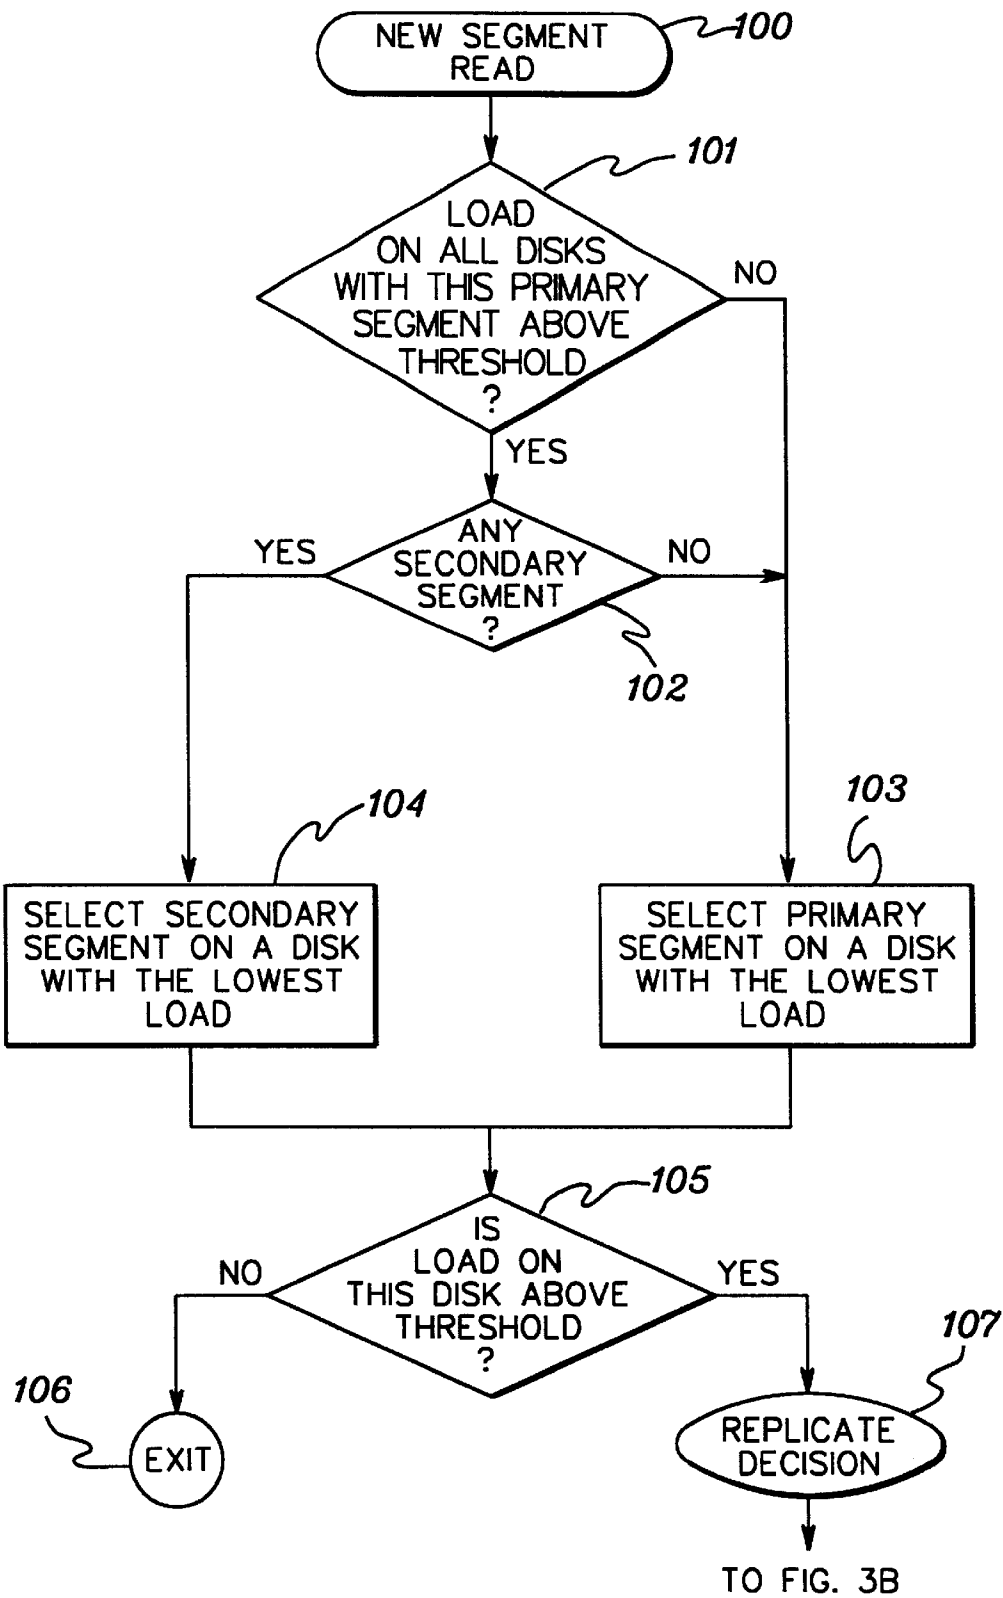 NEW SEGMENT
READ
100
101
LOAD
ON ALL DISKS
WITH THIS PRIMARY
SEGMENT ABOVE
THRESHOLD
?
NO
YES
ANY
SECONDARY
SEGMENT
?
YES
NO
102
104
103
SELECT SECONDARY
SEGMENT ON A DISK
WITH THE LOWEST
LOAD
SELECT PRIMARY
SEGMENT ON A DISK
WITH THE LOWEST
LOAD
105
IS
LOAD ON
THIS DISK ABOVE
THRESHOLD
?
NO
YES
106
107
EXIT
REPLICATE
DECISION
TO FIG. 3B